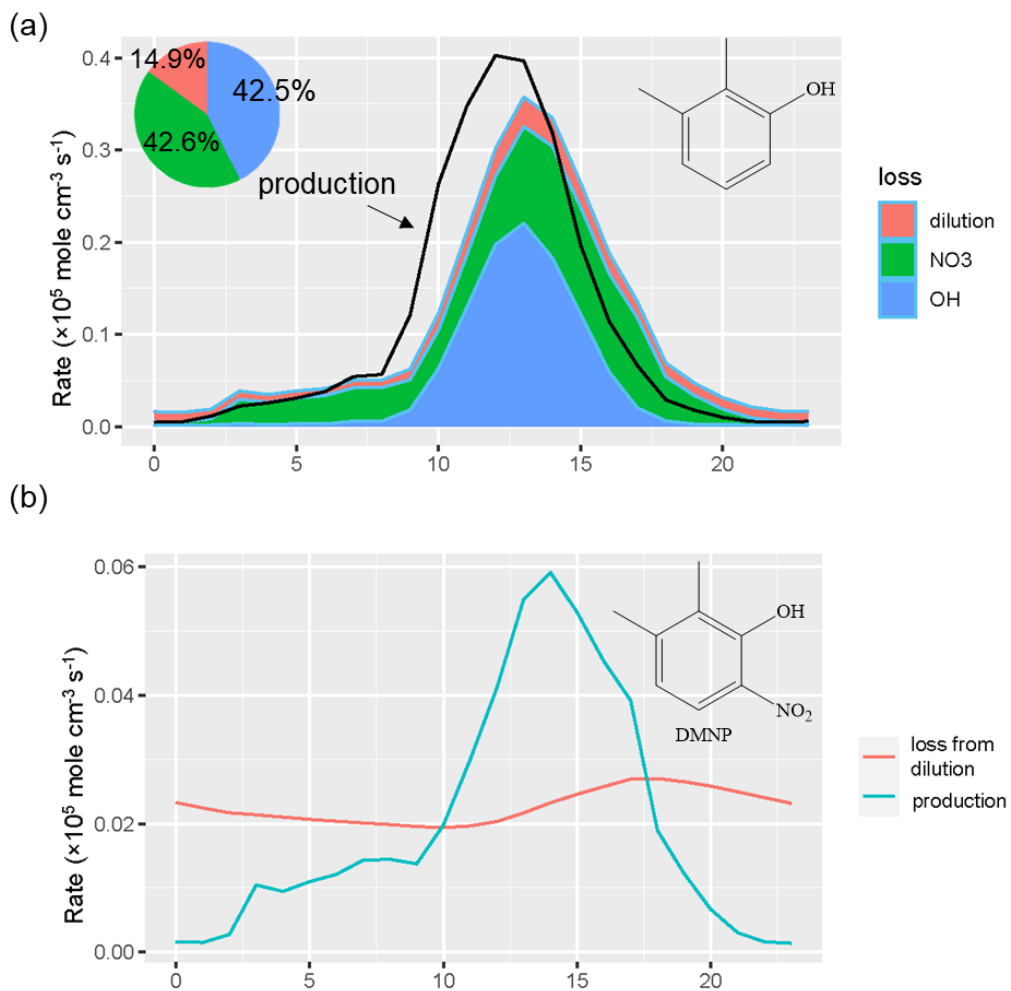 (a)
14.9%
42.5%
42.6%
production
OH
Rate (×10⁵ mole cm⁻³ s⁻¹)
0.4
0.3
0.2
0.1
0.0
0 5 10 15 20
loss
dilution
NO3
OH
(b)
OH
NO₂
DMNP
Rate (×10⁵ mole cm⁻³ s⁻¹)
0.06
0.04
0.02
0.00
0 5 10 15 20
loss from
dilution
production